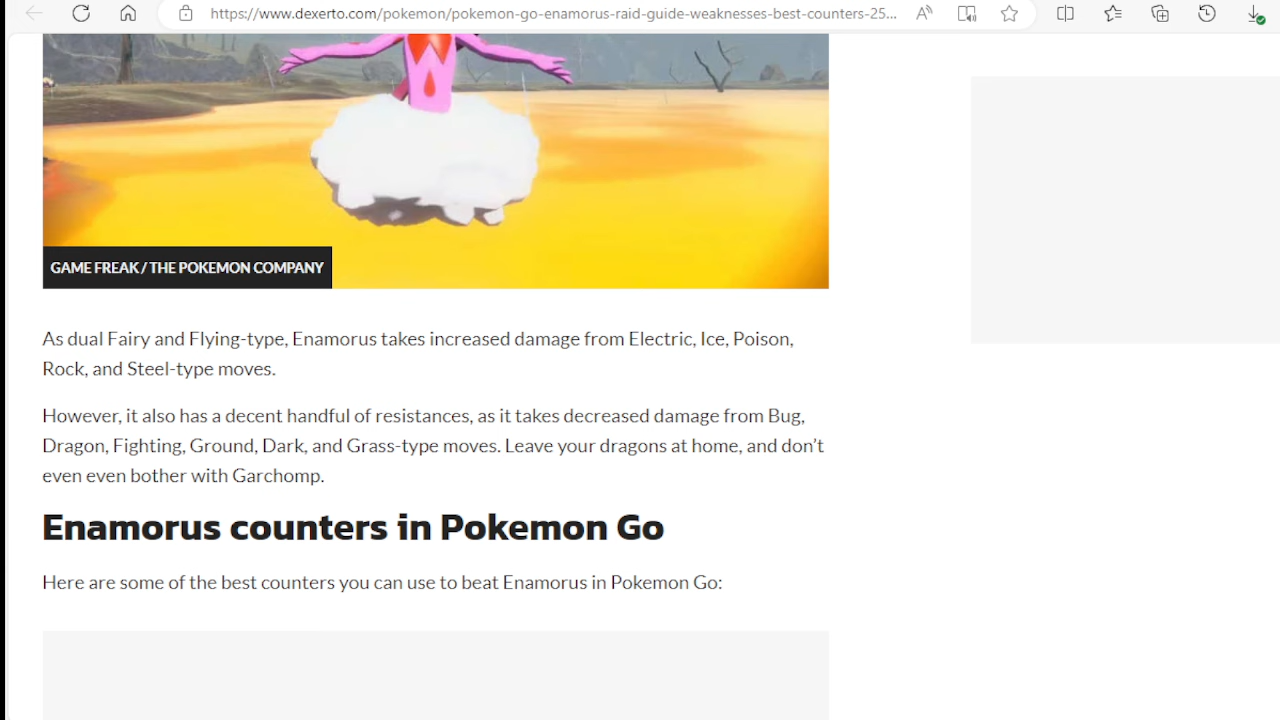 https://www.dexerto.com/pokemon/pokemon-go-enamorus-raid-guide-weaknesses-best-counters-25...
GAME FREAK / THE POKEMON COMPANY
As dual Fairy and Flying-type, Enamorus takes increased damage from Electric, Ice, Poison,
Rock, and Steel-type moves.
However, it also has a decent handful of resistances, as it takes decreased damage from Bug,
Dragon, Fighting, Ground, Dark, and Grass-type moves. Leave your dragons at home, and don’t
even even bother with Garchomp.
Enamorus counters in Pokemon Go
Here are some of the best counters you can use to beat Enamorus in Pokemon Go: